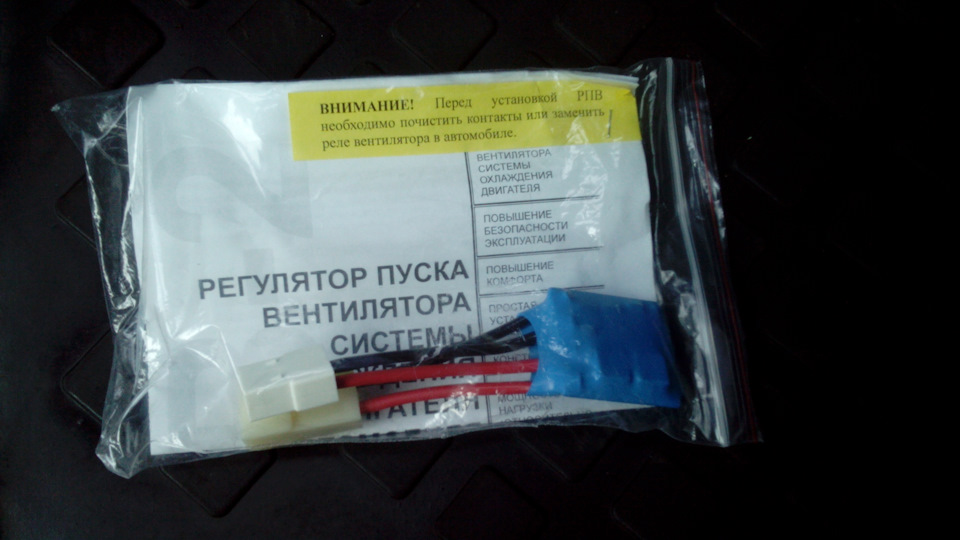 ВНИМАНИЕ! Перед установкой РПВ
необходимо почистить контакты или заменить
реле вентилятора в автомобиле.
ВЕНТИЛЯТОРА
СИСТЕМЫ
ОХЛАЖДЕНИЯ
ДВИГАТЕЛЯ
ПОВЫШЕНИЕ
БЕЗОПАСНОСТИ
ЭКСПЛУАТАЦИИ
ПОВЫШЕНИЕ
КОМФОРТА
ПРОСТАЯ
НАГРУЗКИ
РЕГУЛЯТОР ПУСКА
ВЕНТИЛЯТОРА
СИСТЕМЫ